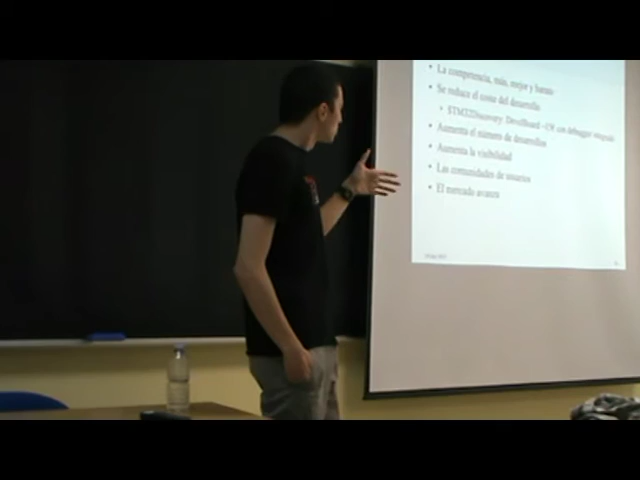 La competencia, más, mejor y barato
Se reduce el coste del desarrollo
STM32Discovery: DevelBoard con debugger integrado
Aumenta el número de desarrollos
Aumenta la visibilidad
Las comunidades de usuarios
El mercado avanza